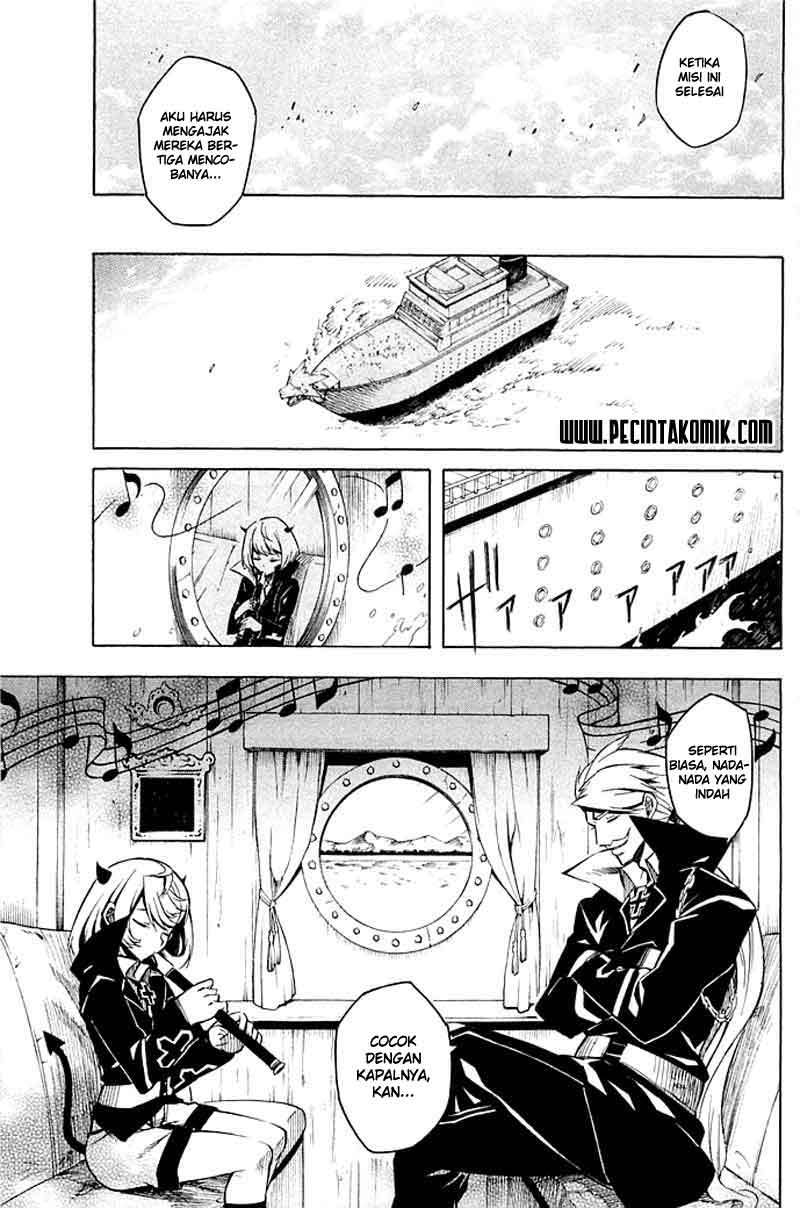 KETIKA
MISI INI
SELESAI
AKU HARUS
MENGAJAK
MEREKA BER-
TIGA MENCO-
BANYA...
WWW.PECINTAKOMIK.COM
ザァァァァ
SEPERTI
BIASA, NADA-
NADA YANG
INDAH
COCOK
DENGAN
KAPALNYA,
KAN...